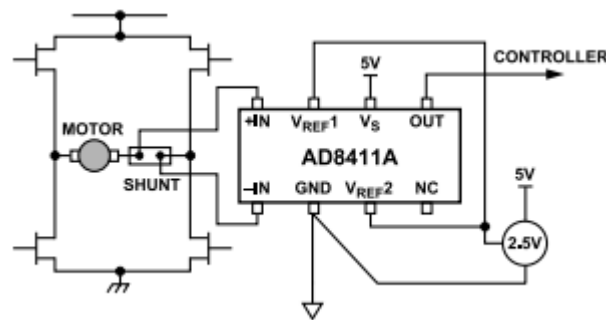 CONTROLLER
5V
MOTOR
+IN VREF1 VS OUT
AD8411A
SHUNT
–IN GND VREF2 NC
5V
2.5V